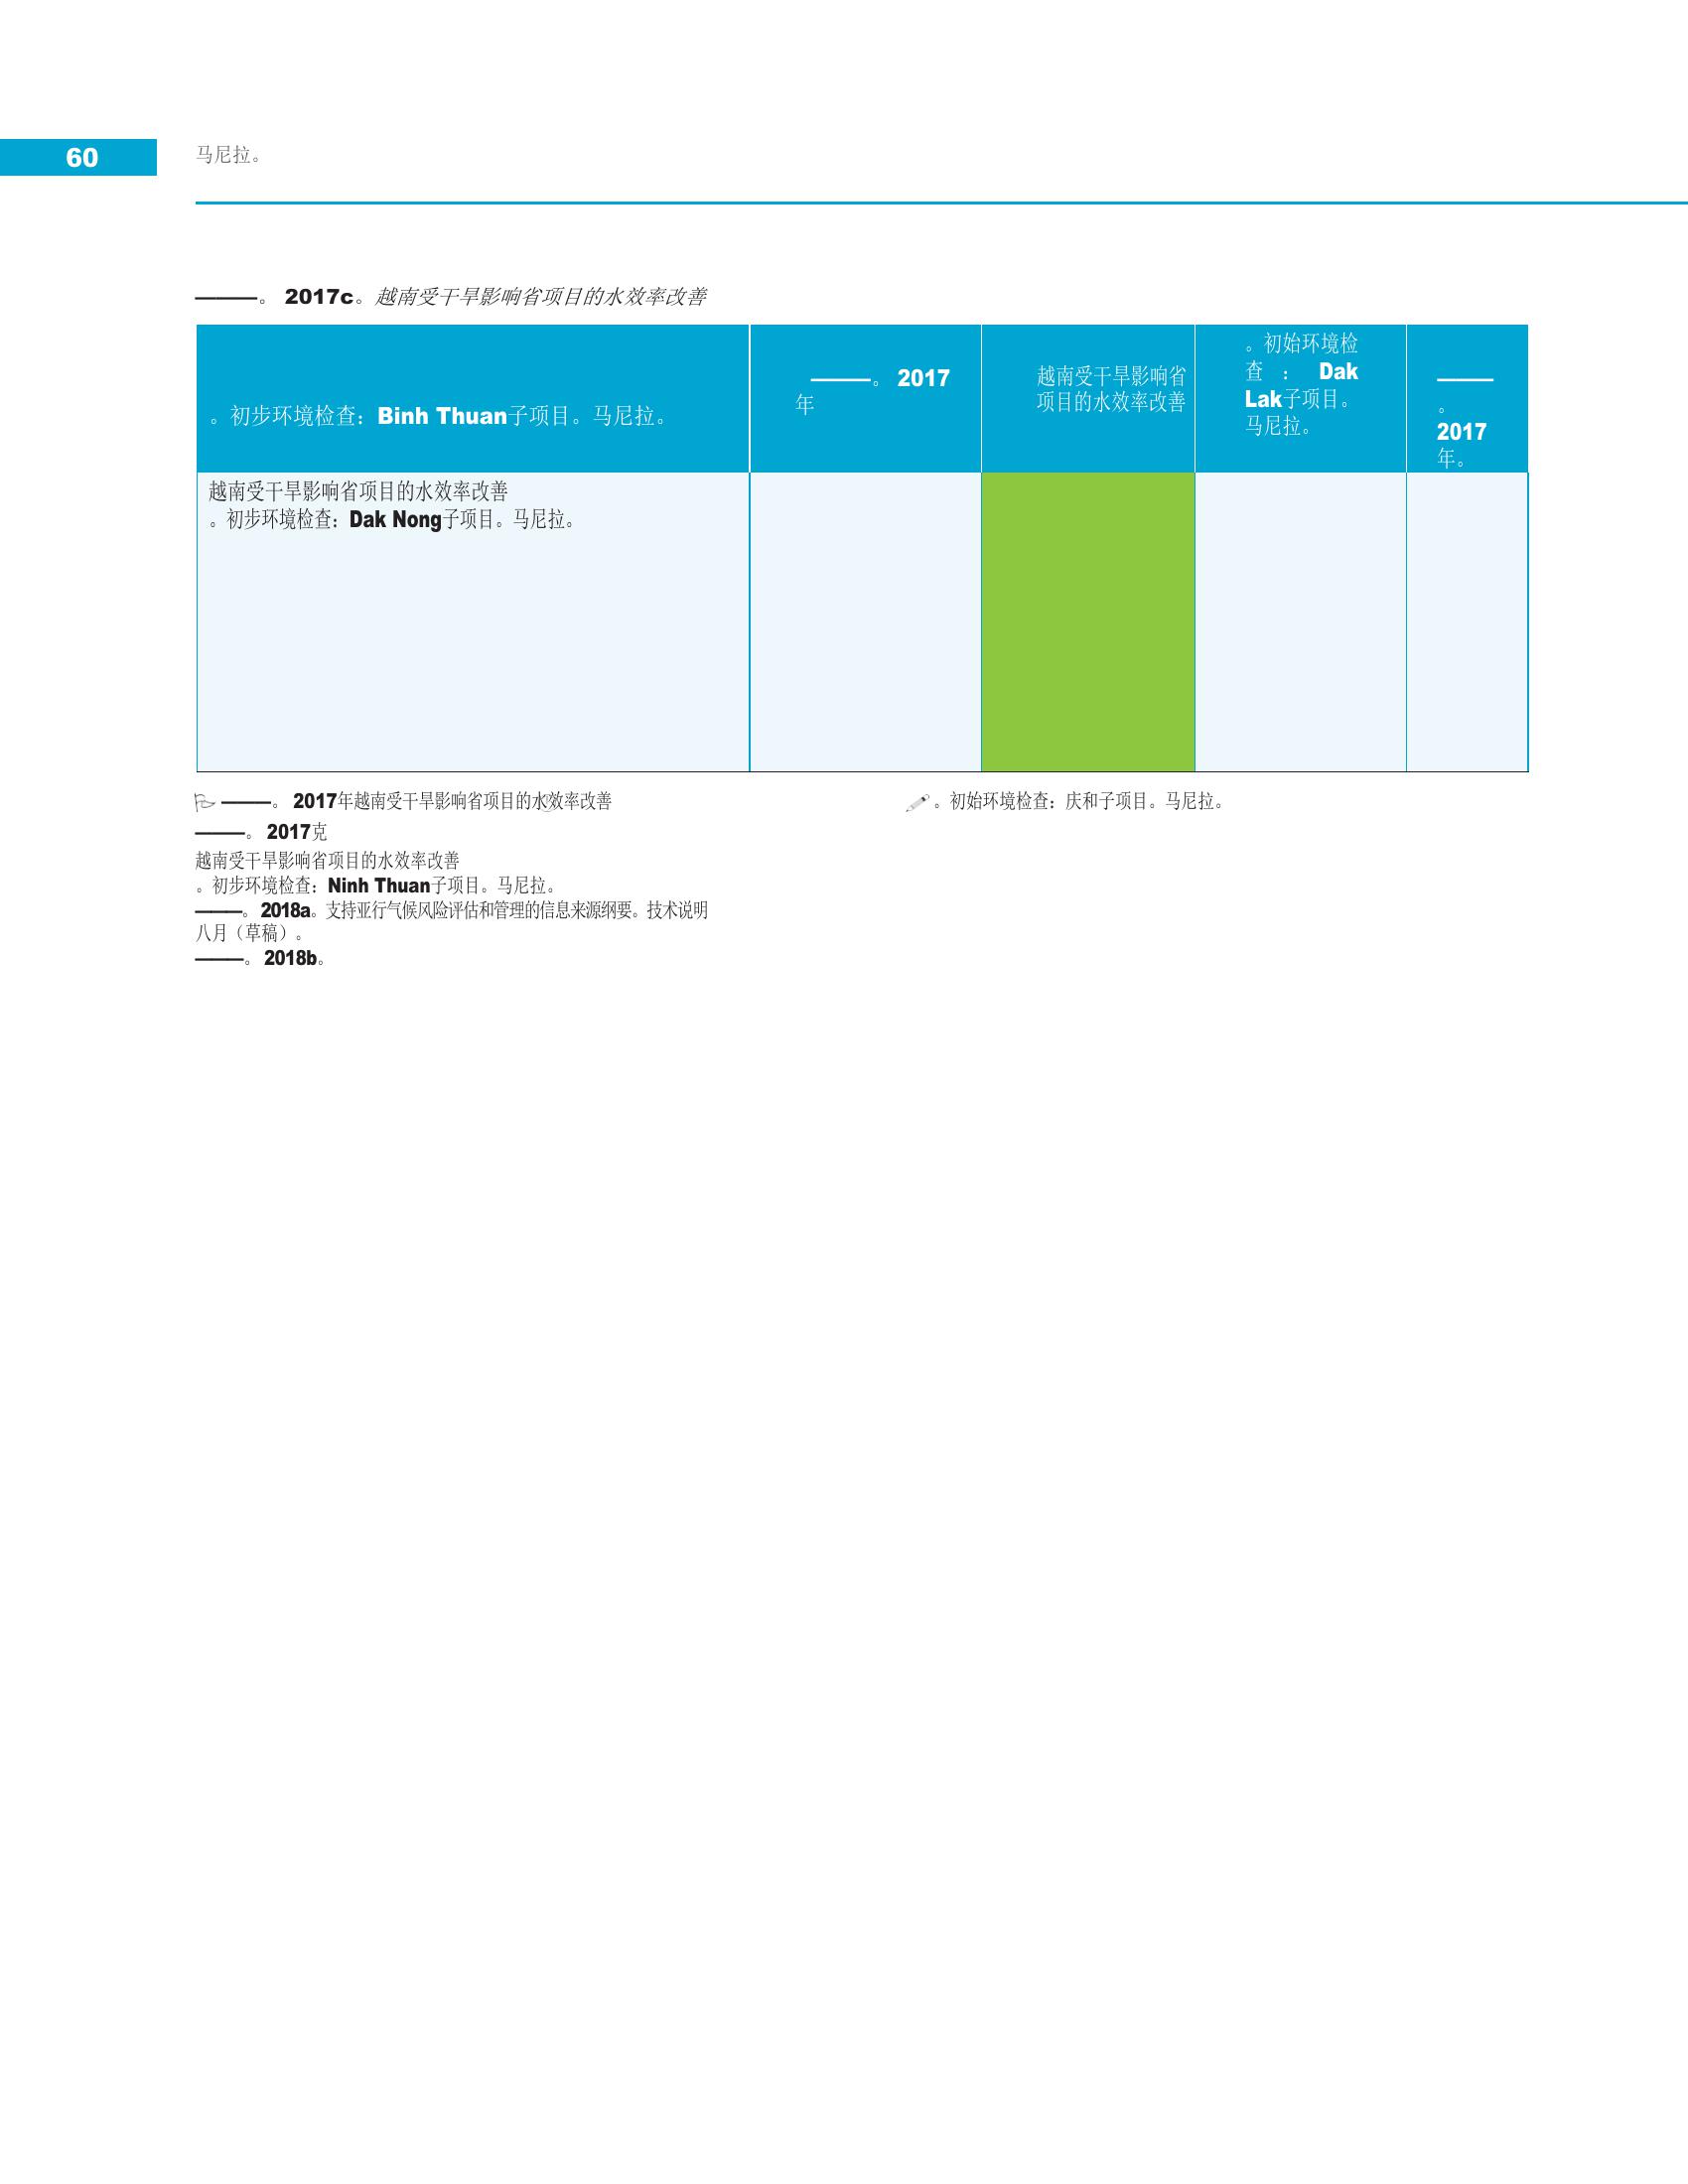 60
马尼拉。
———。 2017c。越南受干旱影响省项目的水效率改善
。初步环境检查：Binh Thuan子项目。马尼拉。
———。 2017
年
越南受干旱影响省
项目的水效率改善
。初始环境检
查 ： Dak
Lak子项目。
马尼拉。
———
。
2017
年。
越南受干旱影响省项目的水效率改善
。初步环境检查：Dak Nong子项目。马尼拉。
———。 2017年越南受干旱影响省项目的水效率改善
。初始环境检查：庆和子项目。马尼拉。
———。 2017克
越南受干旱影响省项目的水效率改善
。初步环境检查：Ninh Thuan子项目。马尼拉。
———。2018a。支持亚行气候风险评估和管理的信息来源纲要。技术说明
八月（草稿）。
———。 2018b。